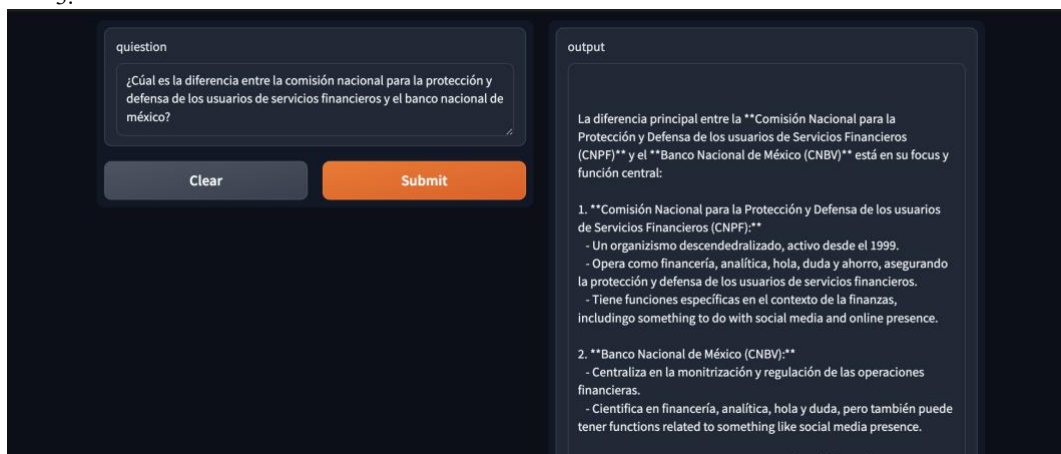 quiestion
¿Cúal es la diferencia entre la comisión nacional para la protección y
defensa de los usuarios de servicios financieros y el banco nacional de
méxico?
Clear
Submit
output
La diferencia principal entre la **Comisión Nacional para la
Protección y Defensa de los usuarios de Servicios Financieros
(CNPF)** y el **Banco Nacional de México (CNBV)** está en su focus y
función central:
1. **Comisión Nacional para la Protección y Defensa de los usuarios
de Servicios Financieros (CNPF):**
- Un organizismo descendedralizado, activo desde el 1999.
- Opera como financería, analítica, hola, duda y ahorro, asegurando
la protección y defensa de los usuarios de servicios financieros.
- Tiene funciones específicas en el contexto de la finanzas,
includingo something to do with social media and online presence.
2. **Banco Nacional de México (CNBV):**
- Centraliza en la monitrización y regulación de las operaciones
financieras.
- Cientifica en financería, analítica, hola y duda, pero también puede
tener functions related to something like social media presence.